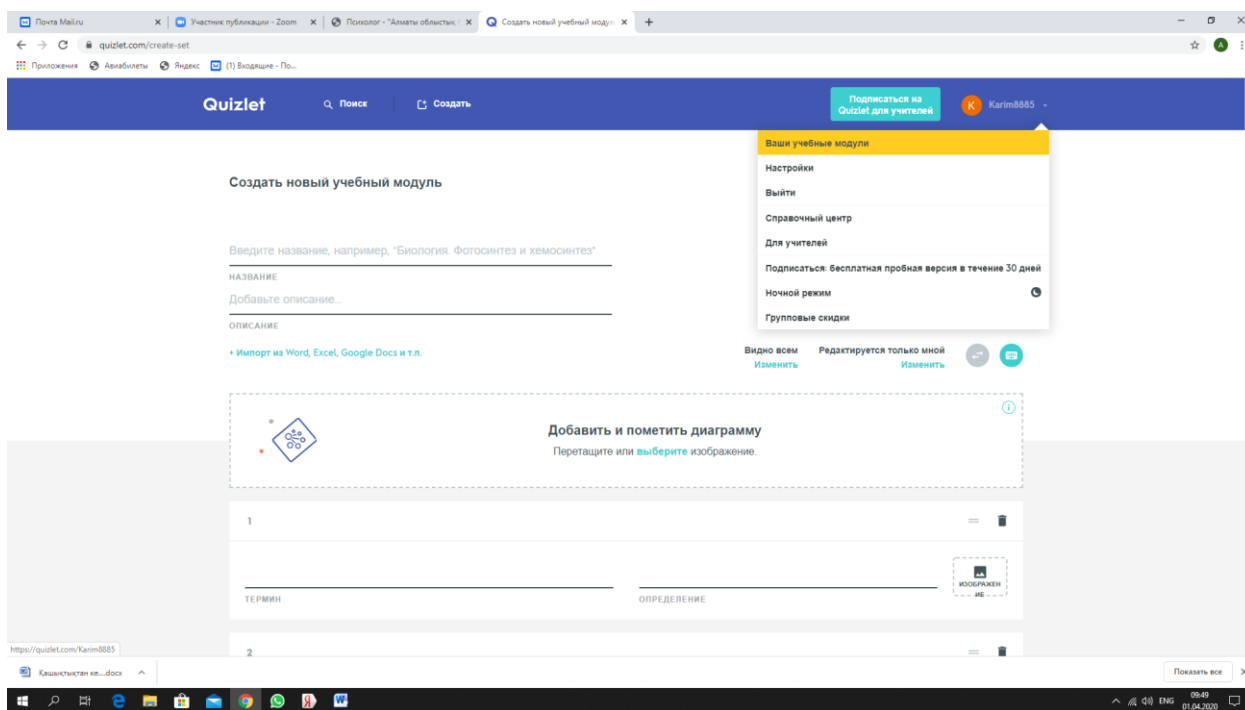 Почта Mail.ru
Участник публикации - Zoom
Психолог - "Алматы облыстық
Создать новый учебный модул
quizlet.com/create-set
A
Приложения Авиабилеты Яндекс (1) Входящие - По...
Quizlet Поиск Создать
Подписаться на
Quizlet для учителей
K Karim8885
Ваши учебные модули
Настройки
Выйти
Справочный центр
Для учителей
Подписаться: бесплатная пробная версия в течение 30 дней
Ночной режим
Групповые скидки
Создать новый учебный модуль
Введите название, например, "Биология. Фотосинтез и хемосинтез"
НАЗВАНИЕ
Добавьте описание...
ОПИСАНИЕ
+ Импорт из Word, Excel, Google Docs и т.п.
Видно всем Редактируется только мной
Изменить Изменить
Добавить и пометить диаграмму
Перетащите или выберите изображение.
1
ИЗОБРАЖЕН
ИЕ
ТЕРМИН ОПРЕДЕЛЕНИЕ
2
https://quizlet.com/Karim8885
Қашықтықтан ке....docx
Показать все
ENG
09:49
01.04.2020